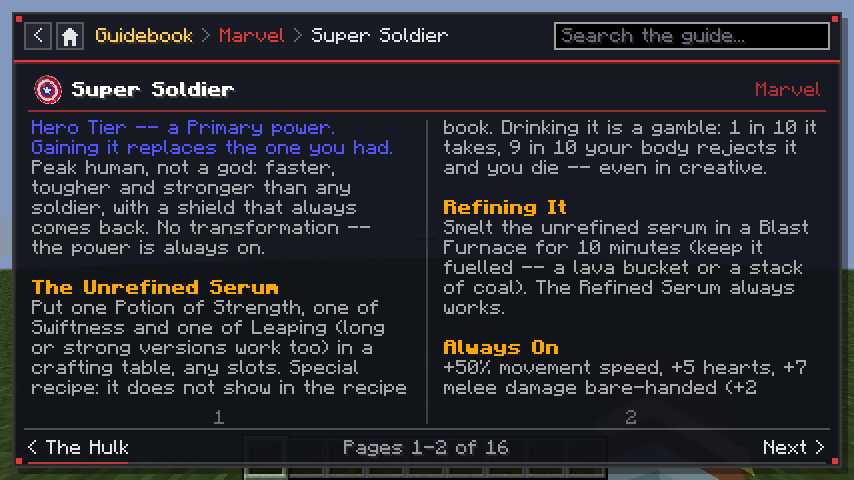 Guidebook > Marvel > Super Soldier
Search the guide...
Super Soldier
Marvel
Hero Tier -- a Primary power.
Gaining it replaces the one you had.
Peak human, not a god: faster,
tougher and stronger than any
soldier, with a shield that always
comes back. No transformation --
the power is always on.
The Unrefined Serum
Put one Potion of Strength, one of
Swiftness and one of Leaping (long
or strong versions work too) in a
crafting table, any slots. Special
recipe: it does not show in the recipe
1
book. Drinking it is a gamble: 1 in 10 it
takes, 9 in 10 your body rejects it
and you die -- even in creative.
Refining It
Smelt the unrefined serum in a Blast
Furnace for 10 minutes (keep it
fuelled -- a lava bucket or a stack
of coal). The Refined Serum always
works.
Always On
+50% movement speed, +5 hearts, +7
melee damage bare-handed (+2
2
< The Hulk
Pages 1-2 of 16
Next >